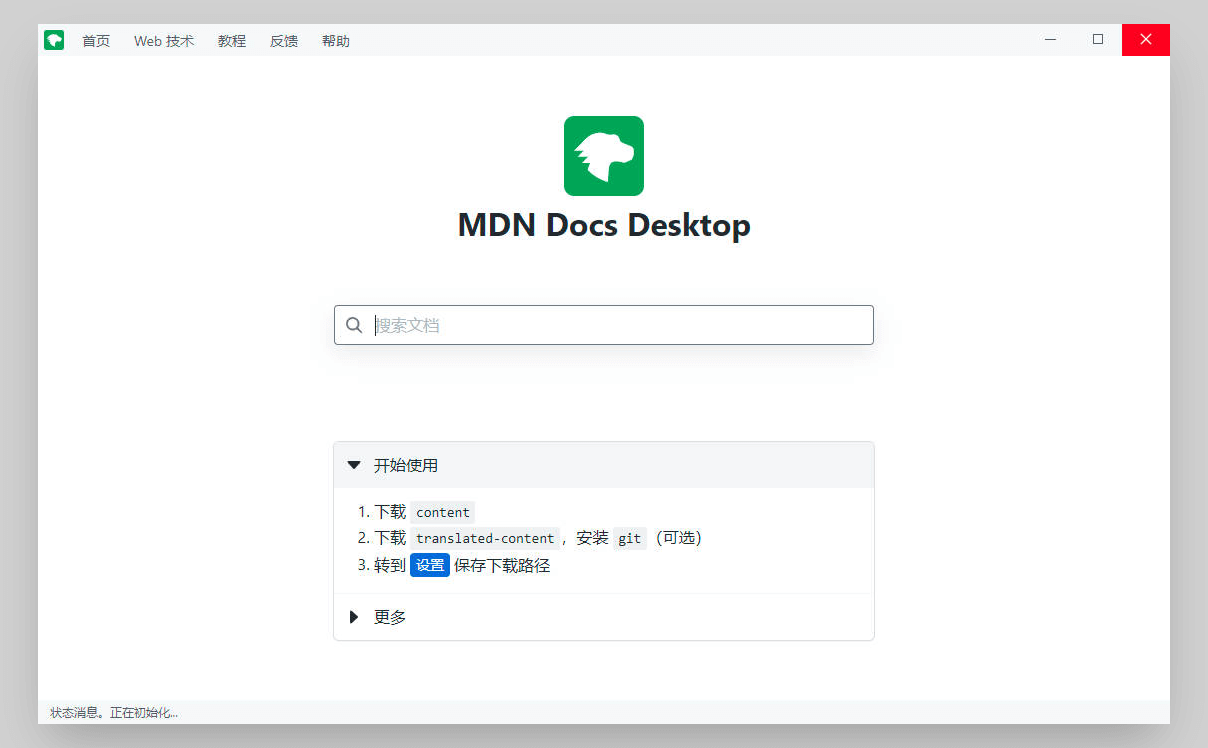 首页 Web 技术 教程 反馈 帮助
MDN Docs Desktop
搜索文档
开始使用
1. 下载 content
2. 下载 translated-content ，安装 git （可选）
3. 转到 设置 保存下载路径
更多
状态消息。正在初始化...